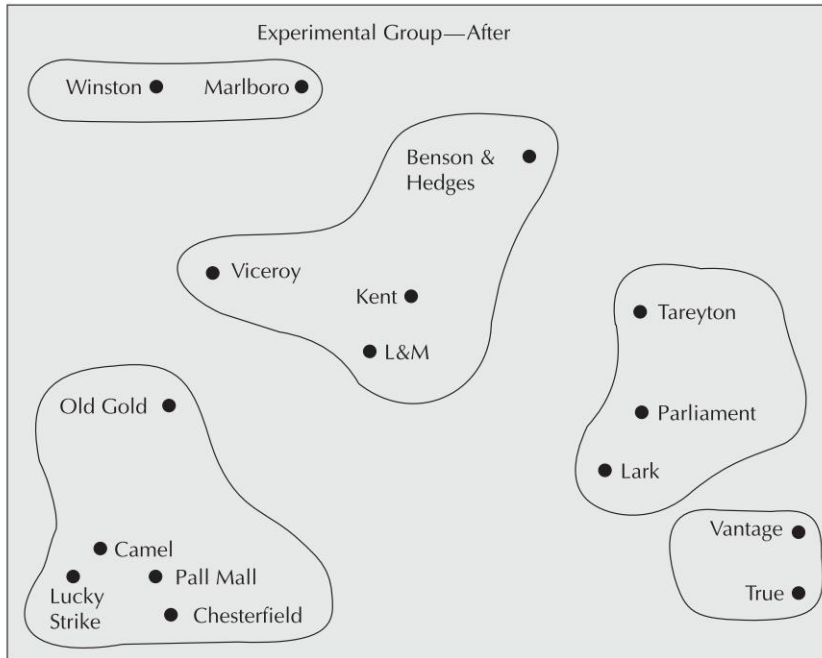 Experimental Group—After
Winston
Marlboro
Benson &
Hedges
Viceroy
Kent
Tareyton
L&M
Old Gold
Parliament
Lark
Vantage
Camel
Pall Mall
Lucky
Strike
True
Chesterfield